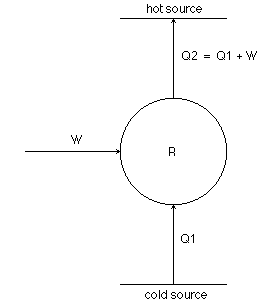 hot source
Q2 = Q1 + W
W
R
Q1
cold source